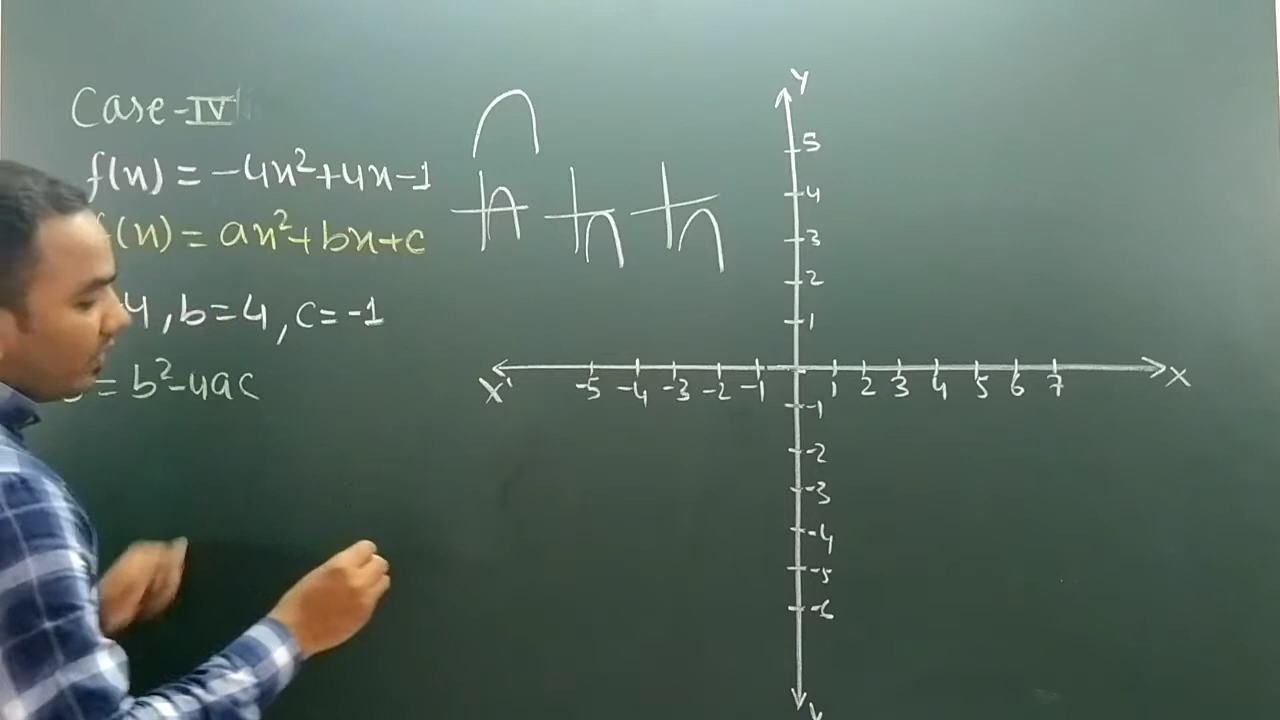 Case-IV
f(x) = -4x²+4x-1
(x) = ax²+bx+c
4, b=4, c=-1
= b²-4ac
Y
5
4
3
2
1
X' -5 -4 -3 -2 -1 1 2 3 4 5 6 7 X
-1
-2
-3
-4
-5
-6